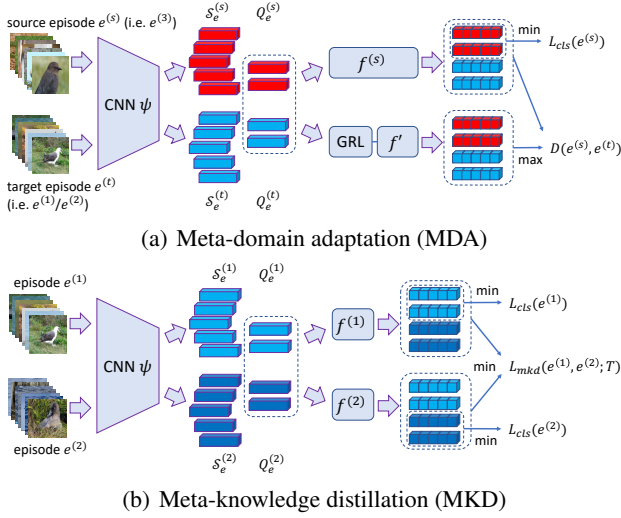 source episode e^(s) (i.e. e^(3))
S_e^(s) Q_e^(s)
min
L_cls(e^(s))
CNN ψ
f^(s)
GRL
f′
D(e^(s), e^(t))
max
target episode e^(t)
(i.e. e^(1)/e^(2))
S_e^(t) Q_e^(t)
(a) Meta-domain adaptation (MDA)
episode e^(1)
S_e^(1) Q_e^(1)
min
L_cls(e^(1))
f^(1)
CNN ψ
min
L_mkd(e^(1), e^(2); T)
f^(2)
min
L_cls(e^(2))
episode e^(2)
S_e^(2) Q_e^(2)
(b) Meta-knowledge distillation (MKD)